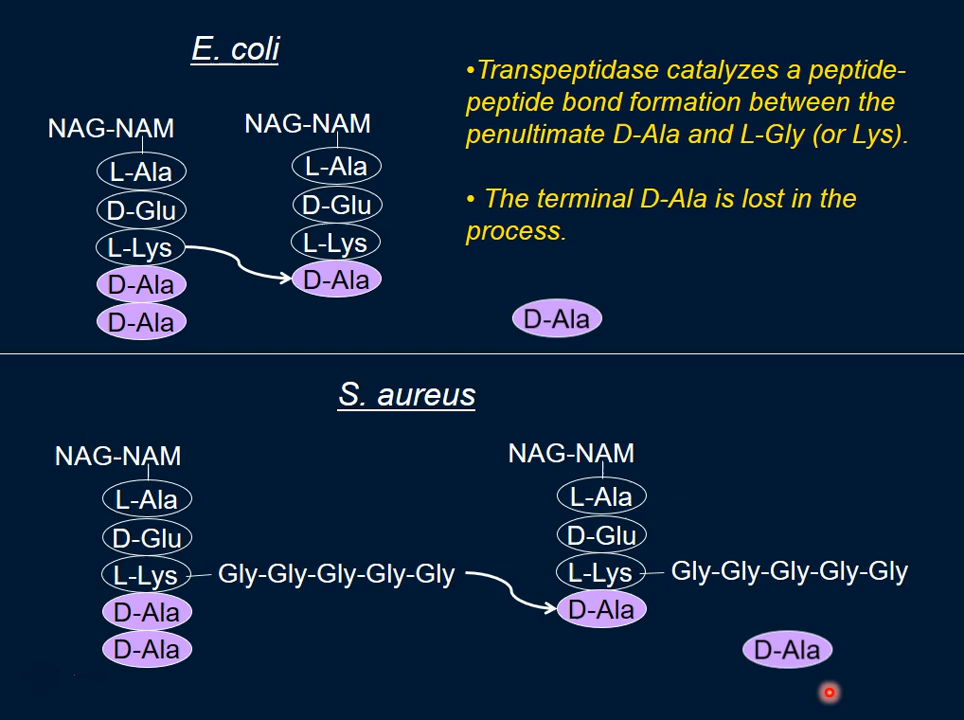 E. coli
•Transpeptidase catalyzes a peptide-
peptide bond formation between the
penultimate D-Ala and L-Gly (or Lys).
• The terminal D-Ala is lost in the
process.
NAG-NAM
L-Ala
D-Glu
L-Lys
D-Ala
D-Ala
NAG-NAM
L-Ala
D-Glu
L-Lys
D-Ala
D-Ala
S. aureus
NAG-NAM
L-Ala
D-Glu
L-Lys Gly-Gly-Gly-Gly-Gly
D-Ala
D-Ala
NAG-NAM
L-Ala
D-Glu
L-Lys Gly-Gly-Gly-Gly-Gly
D-Ala
D-Ala